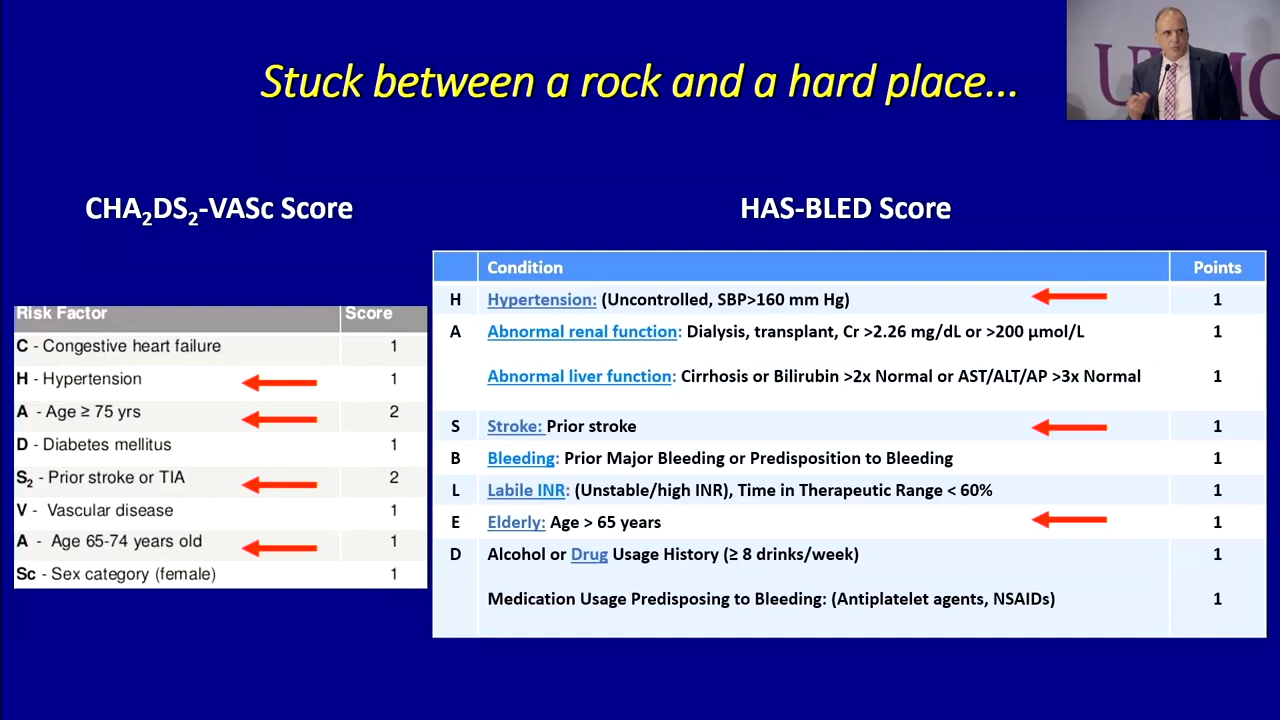 Stuck between a rock and a hard place...
CHA₂DS₂-VASc Score
Risk Factor Score
C - Congestive heart failure 1
H - Hypertension 1
A - Age ≥ 75 yrs 2
D - Diabetes mellitus 1
S₂ - Prior stroke or TIA 2
V - Vascular disease 1
A - Age 65-74 years old 1
Sc - Sex category (female) 1
HAS-BLED Score
Condition Points
H Hypertension: (Uncontrolled, SBP>160 mm Hg) 1
A Abnormal renal function: Dialysis, transplant, Cr >2.26 mg/dL or >200 µmol/L 1
Abnormal liver function: Cirrhosis or Bilirubin >2x Normal or AST/ALT/AP >3x Normal 1
S Stroke: Prior stroke 1
B Bleeding: Prior Major Bleeding or Predisposition to Bleeding 1
L Labile INR: (Unstable/high INR), Time in Therapeutic Range < 60% 1
E Elderly: Age > 65 years 1
D Alcohol or Drug Usage History (≥ 8 drinks/week) 1
Medication Usage Predisposing to Bleeding: (Antiplatelet agents, NSAIDs) 1